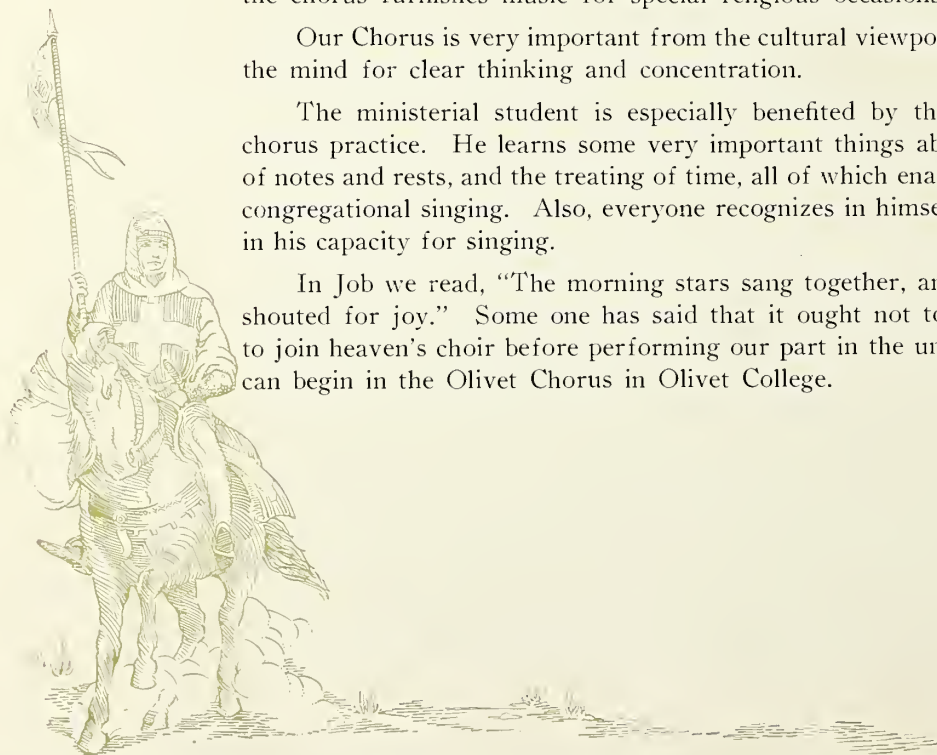 the chorus furnishes music for special religious occasions
Our Chorus is very important from the cultural viewpo
the mind for clear thinking and concentration.
The ministerial student is especially benefited by th
chorus practice. He learns some very important things ab
of notes and rests, and the treating of time, all of which ena
congregational singing. Also, everyone recognizes in himse
in his capacity for singing.
In Job we read, "The morning stars sang together, an
shouted for joy." Some one has said that it ought not to
to join heaven's choir before performing our part in the un
can begin in the Olivet Chorus in Olivet College.